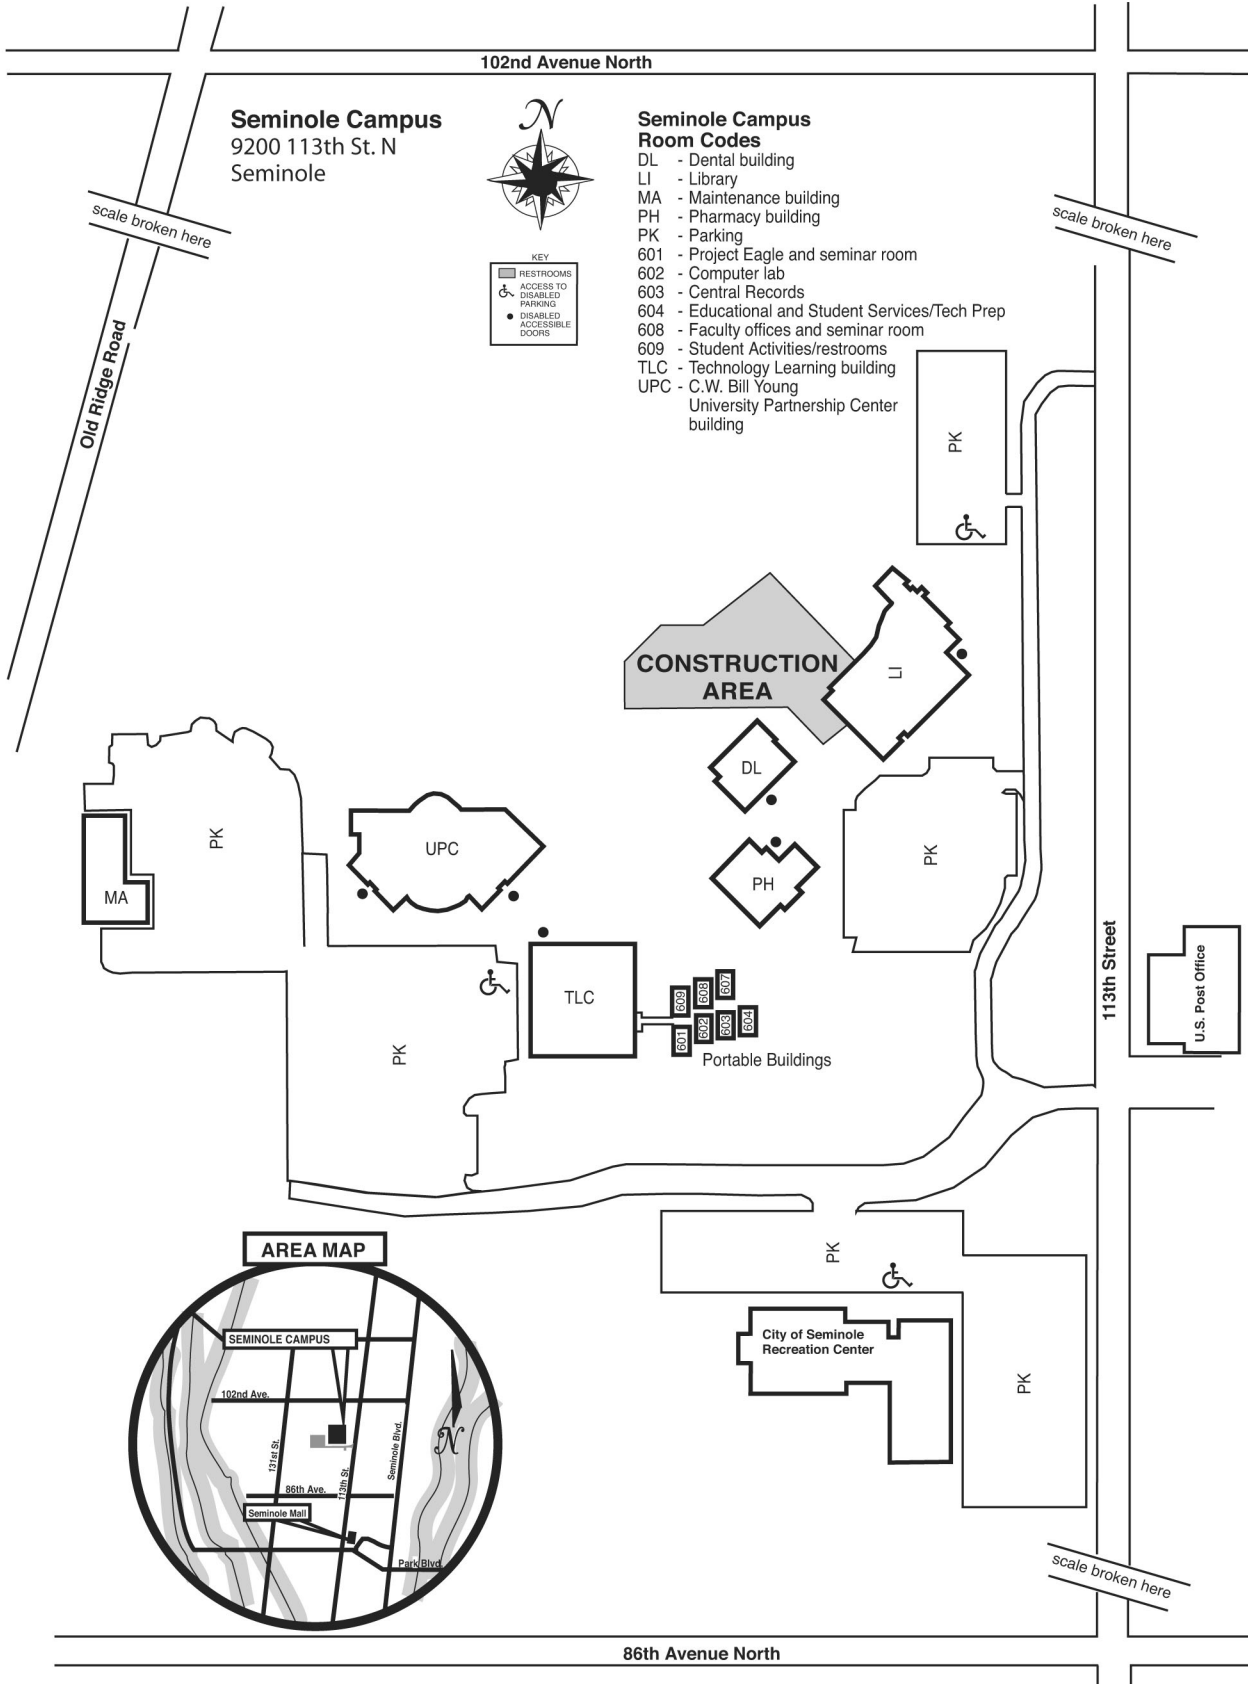 102nd Avenue North
Seminole Campus
9200 113th St. N
Seminole
N
KEY
RESTROOMS
ACCESS TO
DISABLED
PARKING
DISABLED
ACCESSIBLE
DOORS
Seminole Campus
Room Codes
DL - Dental building
LI - Library
MA - Maintenance building
PH - Pharmacy building
PK - Parking
601 - Project Eagle and seminar room
602 - Computer lab
603 - Central Records
604 - Educational and Student Services/Tech Prep
608 - Faculty offices and seminar room
609 - Student Activities/restrooms
TLC - Technology Learning building
UPC - C.W. Bill Young
University Partnership Center
building
scale broken here
scale broken here
Old Ridge Road
PK
CONSTRUCTION
AREA
LI
DL
PK
UPC
PK
PH
MA
113th Street
U.S. Post Office
TLC
609
608
607
601
602
603
604
Portable Buildings
PK
PK
City of Seminole
Recreation Center
PK
AREA MAP
SEMINOLE CAMPUS
102nd Ave.
131st St.
113th St.
Seminole Blvd.
N
86th Ave.
Seminole Mall
Park Blvd.
scale broken here
86th Avenue North